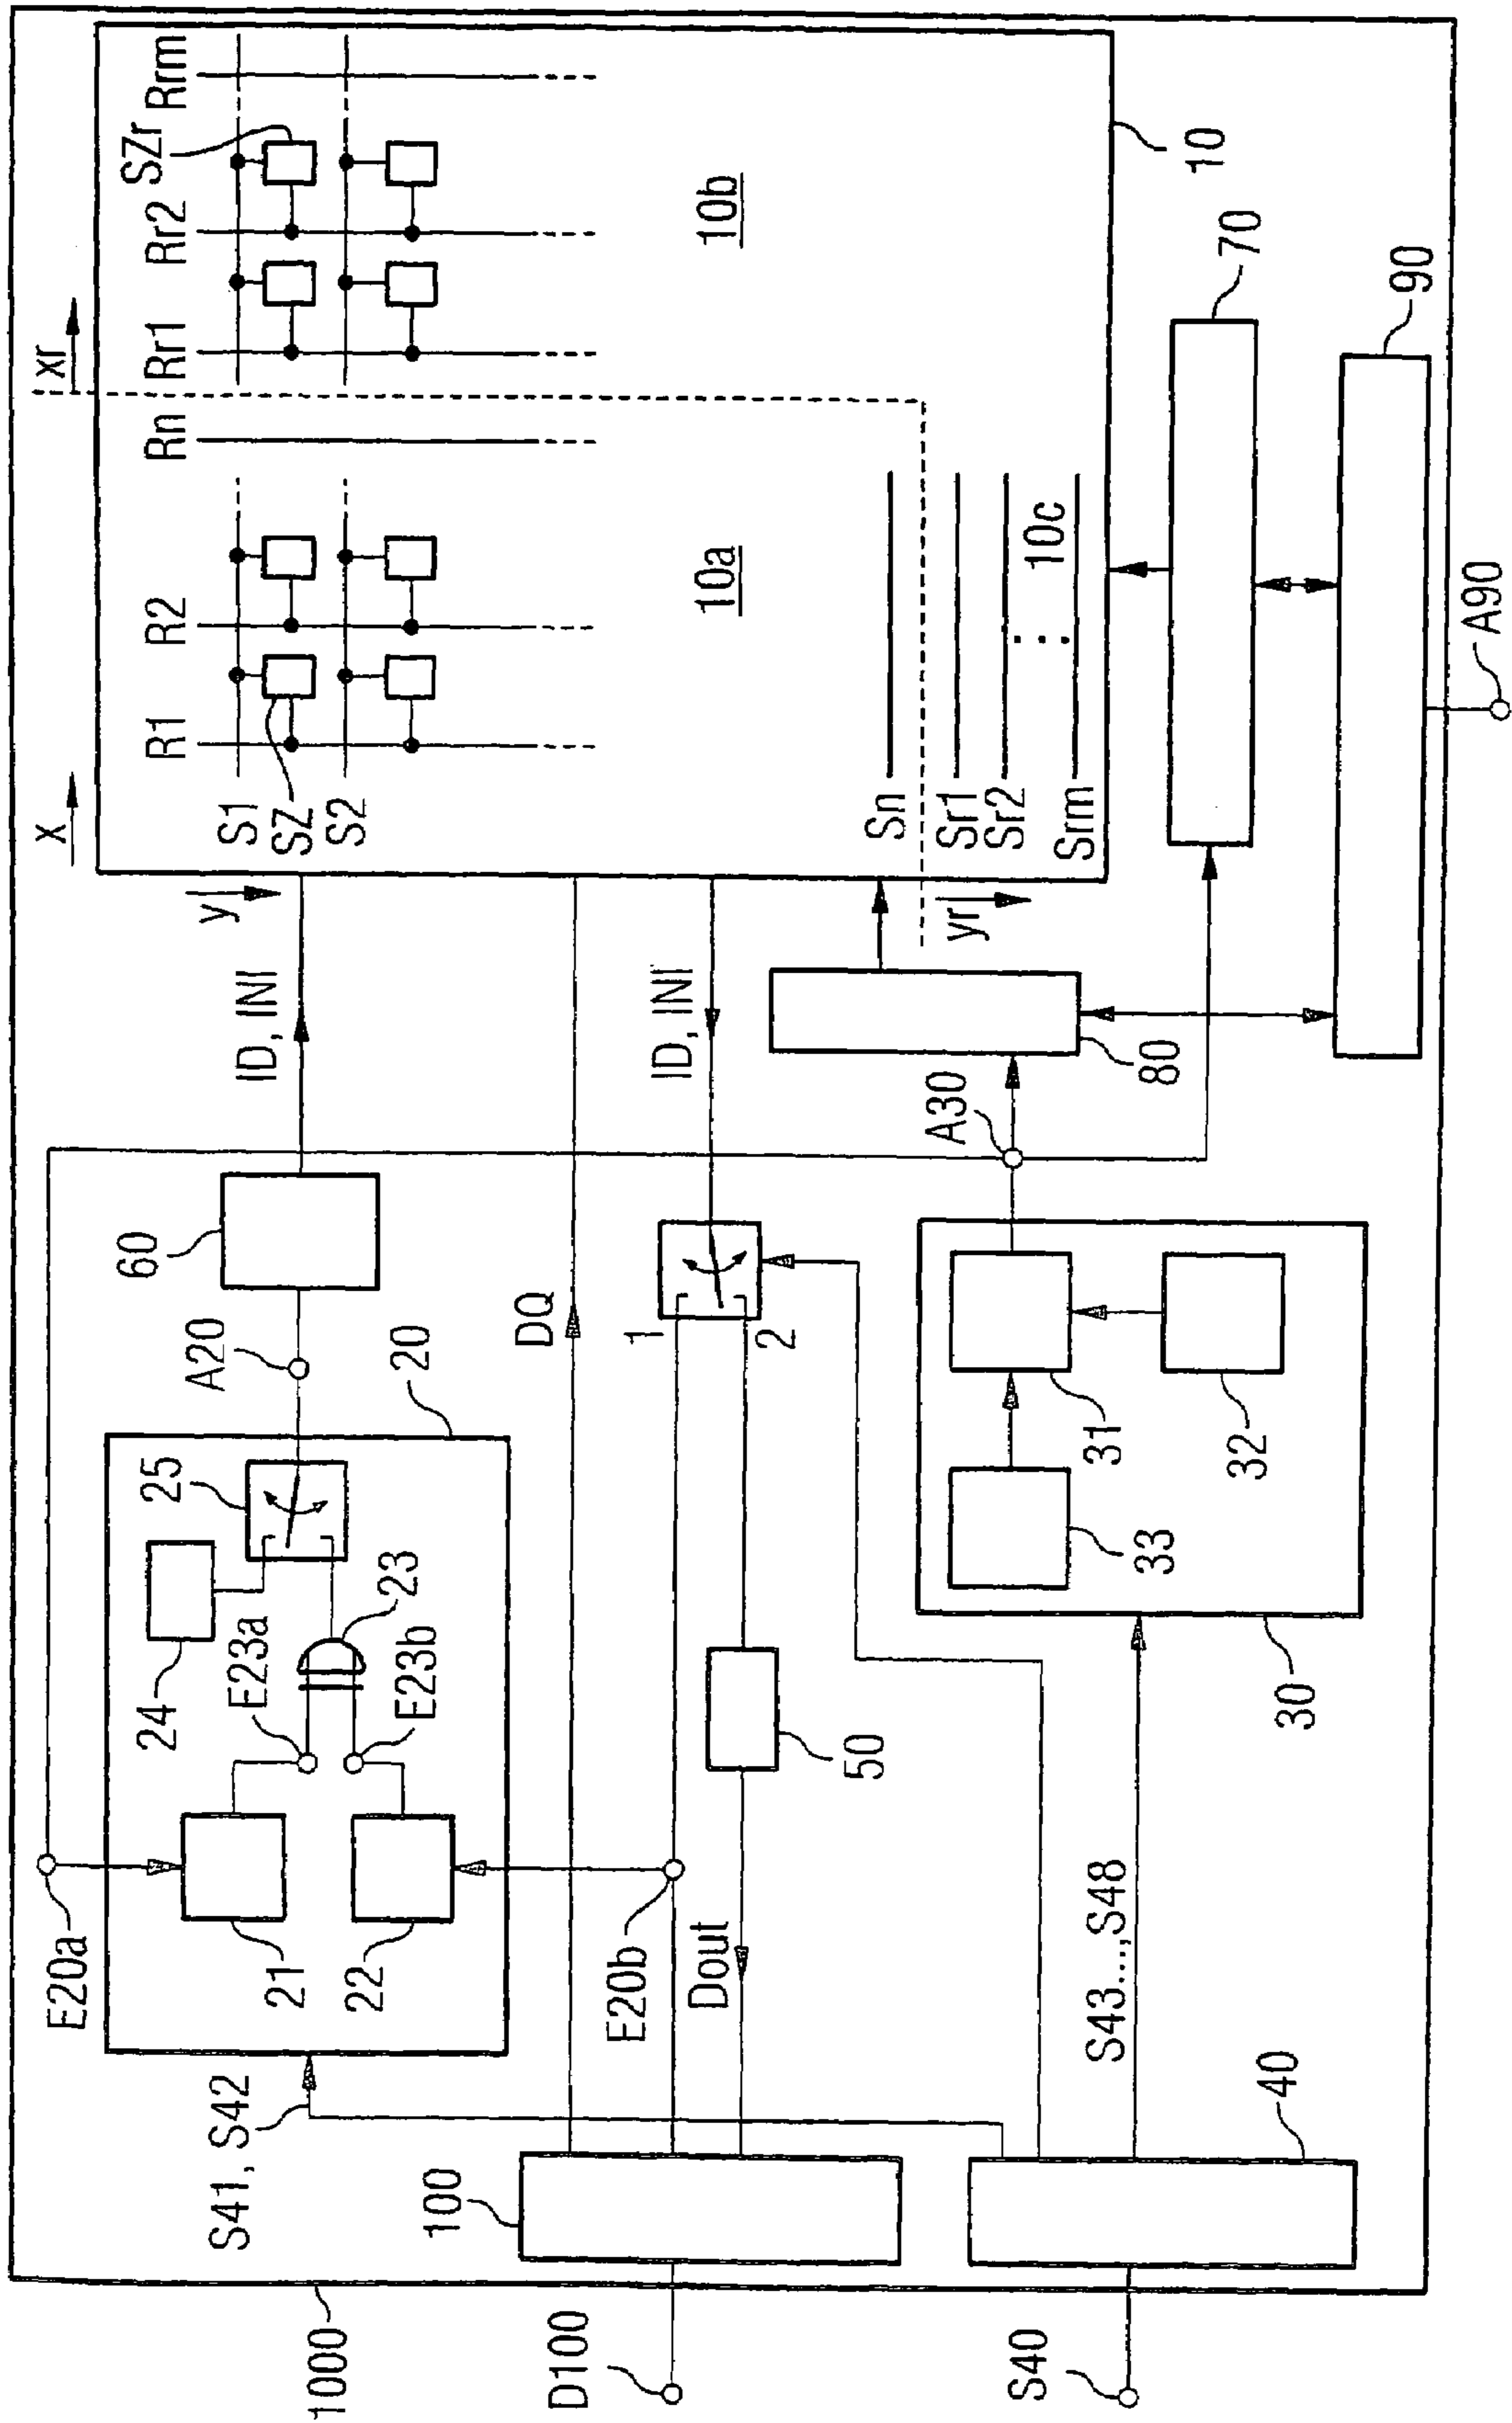 X
xr
R1
R2
Rn
Rr1
Rr2
SZr
Rrm
S1
SZ
S2
y
10a
10b
Sn
Sr1
Sr2
10c
Srm
yr
10
70
90
A90
80
A30
ID, INI
ID, INI
DQ
60
A20
20
25
24
23
E23a
E23b
21
22
E20a
E20b
1
2
50
Dout
31
32
33
30
S41, S42
S43...,S48
100
40
1000
D100
S40